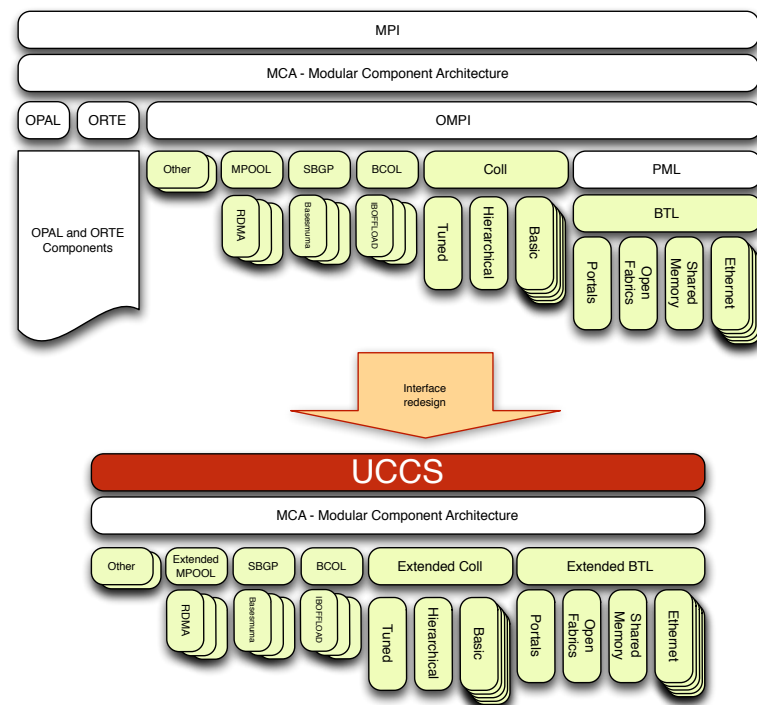 MPI
MCA - Modular Component Architecture
OPAL
ORTE
OMPI
OPAL and ORTE
Components
Other
MPOOL
SBGP
BCOL
Coll
PML
RDMA
Basesmuma
IBOFFLOAD
Tuned
Hierarchical
Basic
BTL
Portals
Open
Fabrics
Shared
Memory
Ethernet
Interface
redesign
UCCS
MCA - Modular Component Architecture
Other
Extended
MPOOL
SBGP
BCOL
Extended Coll
Extended BTL
RDMA
Basesmuma
IBOFFLOAD
Tuned
Hierarchical
Basic
Portals
Open
Fabrics
Shared
Memory
Ethernet